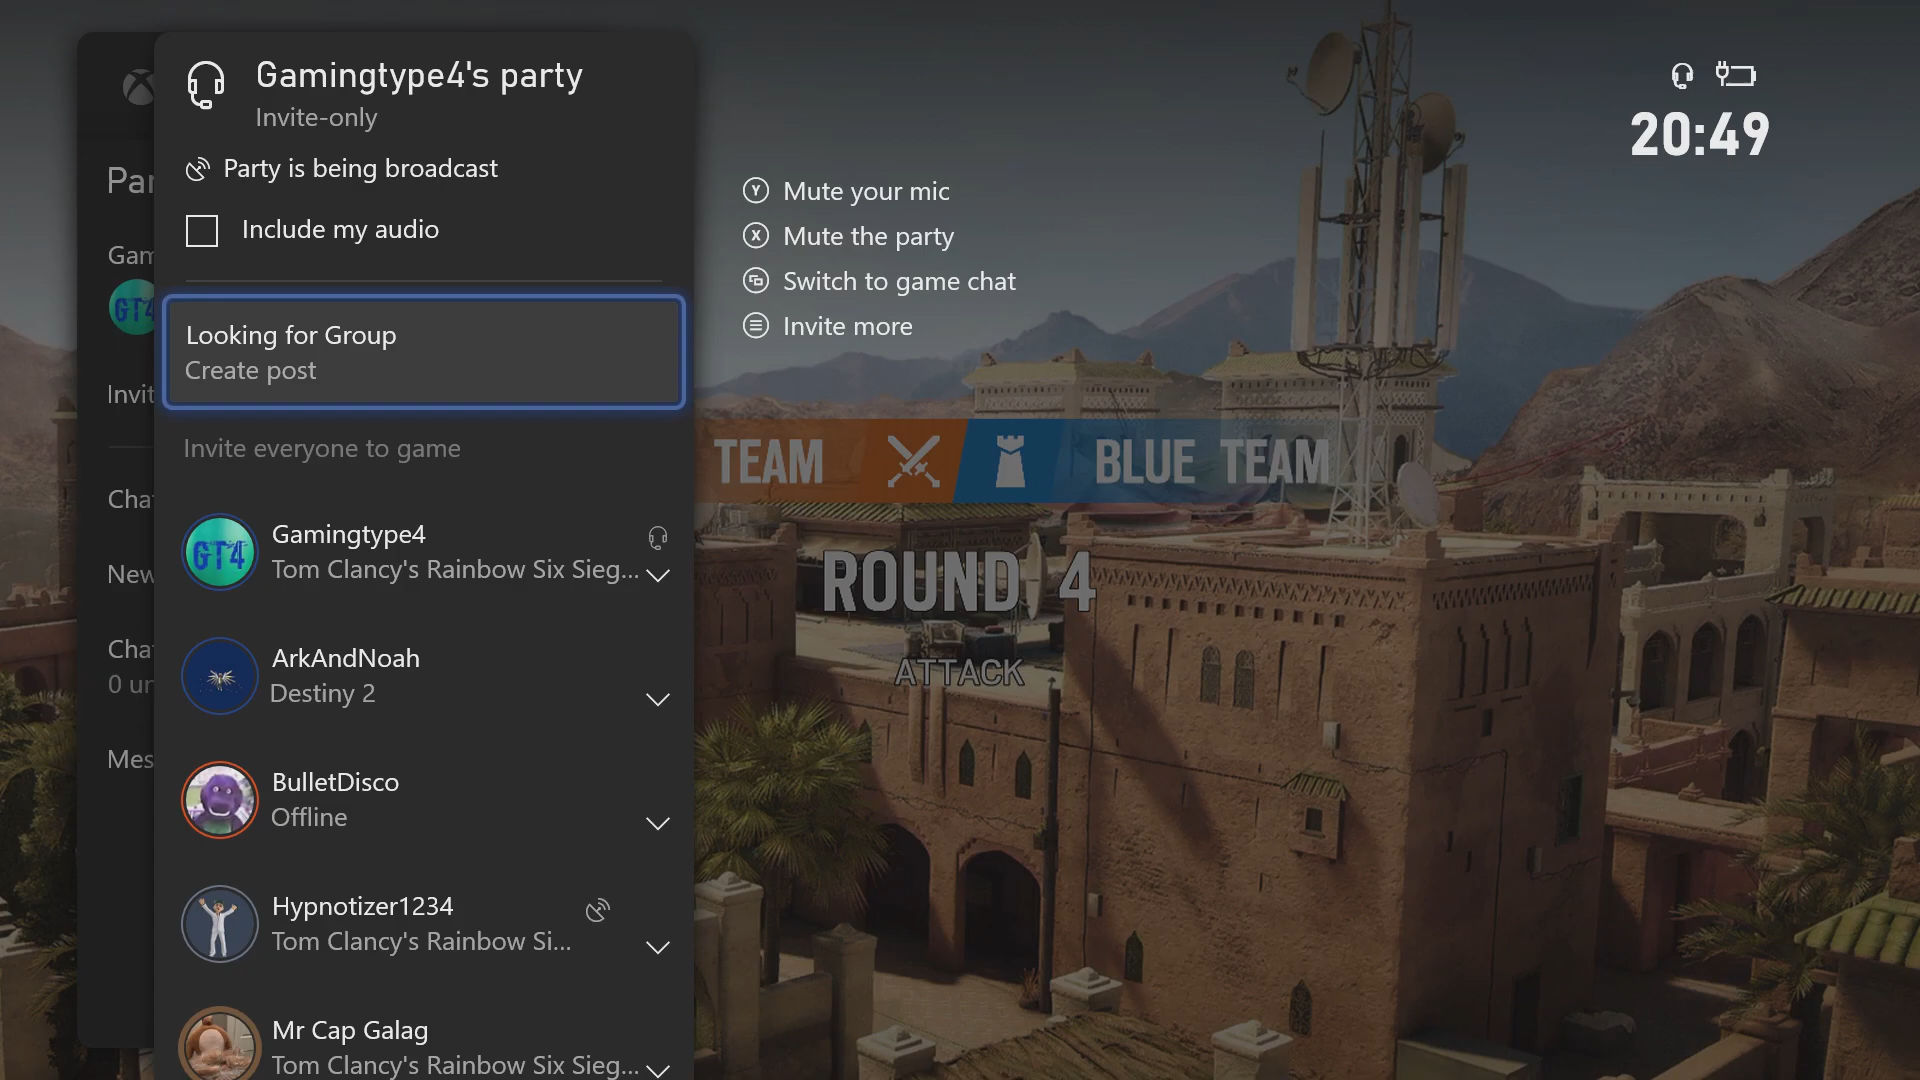 Gamingtype4's party
Invite-only
Party is being broadcast
Include my audio
Looking for Group
Create post
Invite everyone to game
GT4
Gamingtype4
Tom Clancy's Rainbow Six Sieg...
ArkAndNoah
Destiny 2
BulletDisco
Offline
Hypnotizer1234
Tom Clancy's Rainbow Si...
Mr Cap Galag
Tom Clancy's Rainbow Six Sieg...
Par
Gam
GT4
Invit
Cha
New
Cha
0 un
Mes
Y Mute your mic
X Mute the party
Switch to game chat
Invite more
20:49
TEAM
BLUE TEAM
ROUND 4
ATTACK